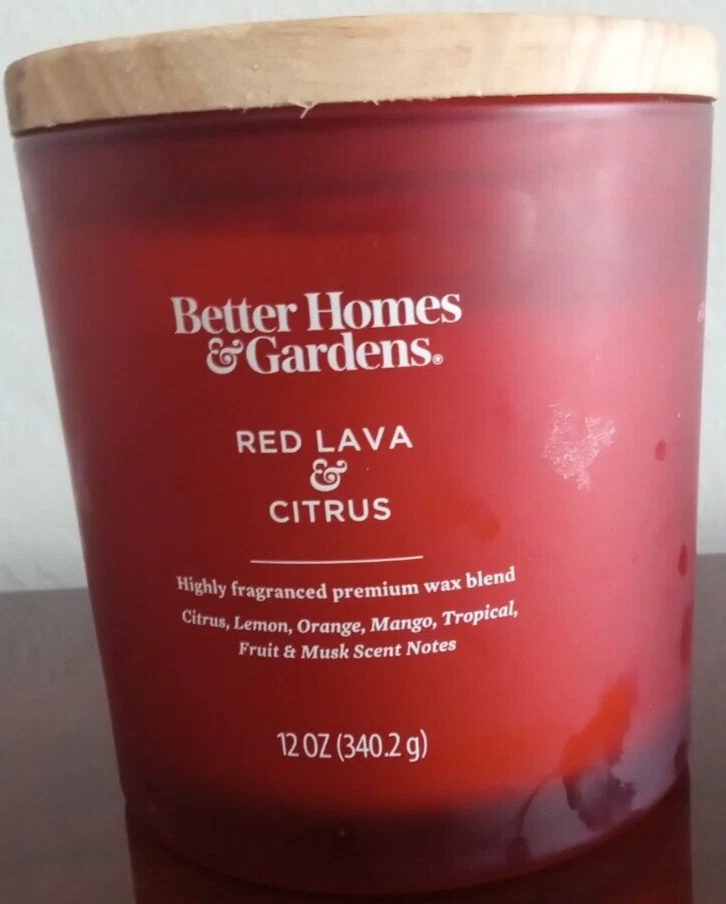 Better Homes
& Gardens®
RED LAVA
&
CITRUS
Highly fragranced premium wax blend
Citrus, Lemon, Orange, Mango, Tropical,
Fruit & Musk Scent Notes
12 OZ (340.2 g)